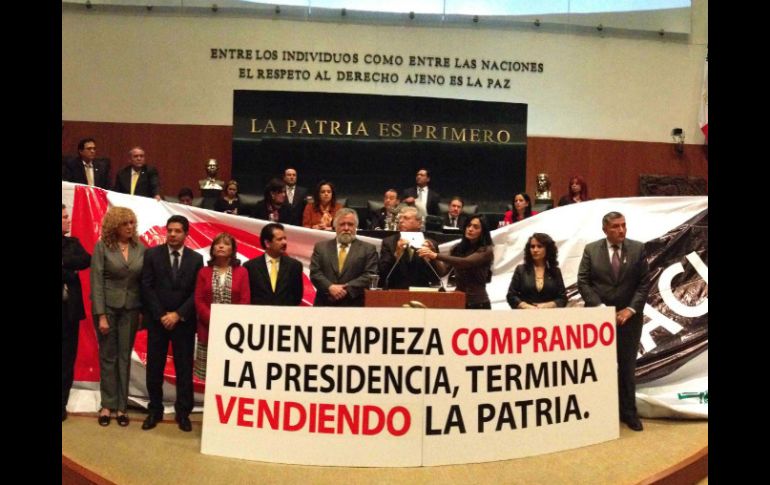 ENTRE LOS INDIVIDUOS COMO ENTRE LAS NACIONES
EL RESPETO AL DERECHO AJENO ES LA PAZ
LA PATRIA ES PRIMERO
QUIEN EMPIEZA COMPRANDO
LA PRESIDENCIA, TERMINA
VENDIENDO LA PATRIA.